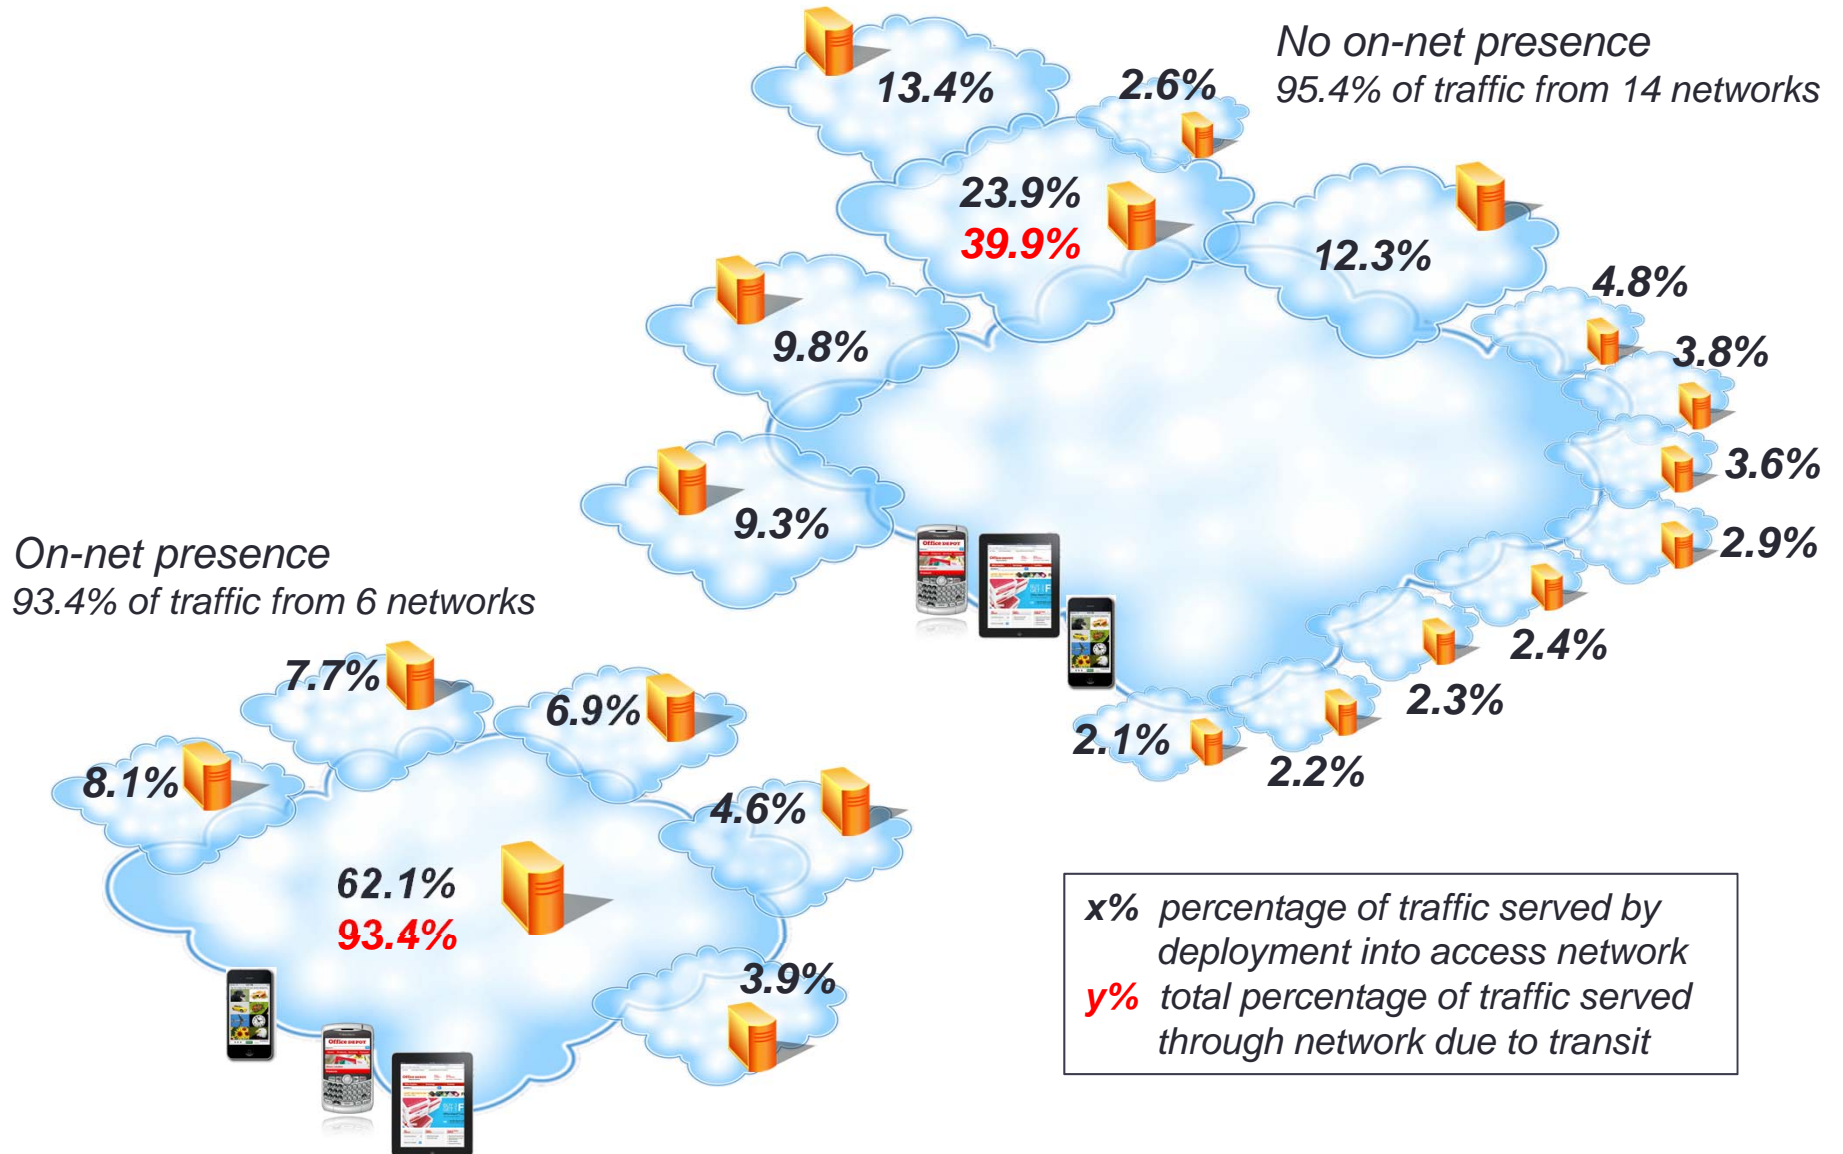 No on-net presence
95.4% of traffic from 14 networks
13.4%
2.6%
23.9%
39.9%
12.3%
4.8%
9.8%
3.8%
3.6%
9.3%
2.9%
2.4%
2.3%
2.1%
2.2%
On-net presence
93.4% of traffic from 6 networks
7.7%
6.9%
8.1%
4.6%
62.1%
93.4%
3.9%
Office DEPOT
Office DEPOT
x% percentage of traffic served by
deployment into access network
y% total percentage of traffic served
through network due to transit